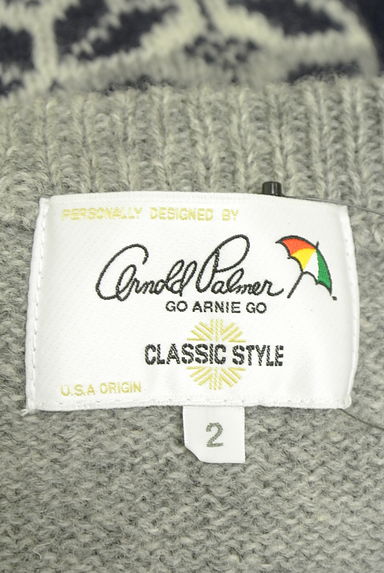 PERSONALLY DESIGNED BY
Arnold Palmer
GO ARNIE GO
CLASSIC STYLE
U.S.A ORIGIN
2